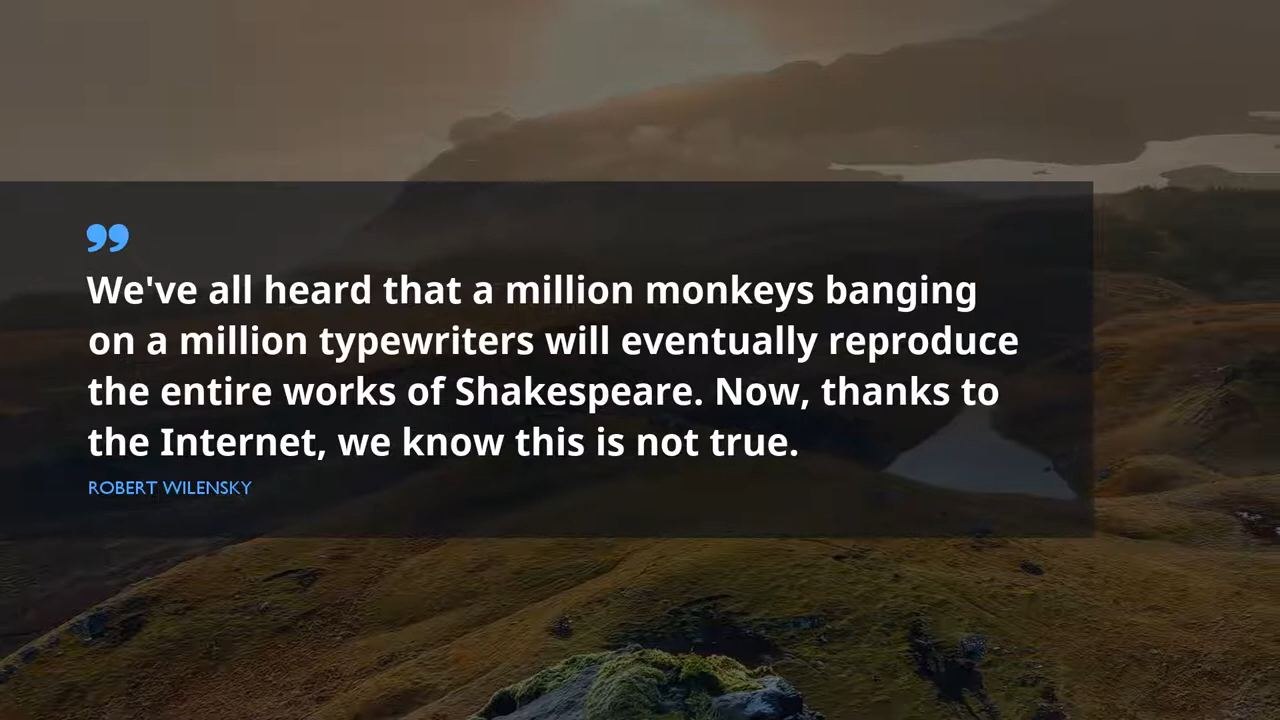 We've all heard that a million monkeys banging
on a million typewriters will eventually reproduce
the entire works of Shakespeare. Now, thanks to
the Internet, we know this is not true.
ROBERT WILENSKY